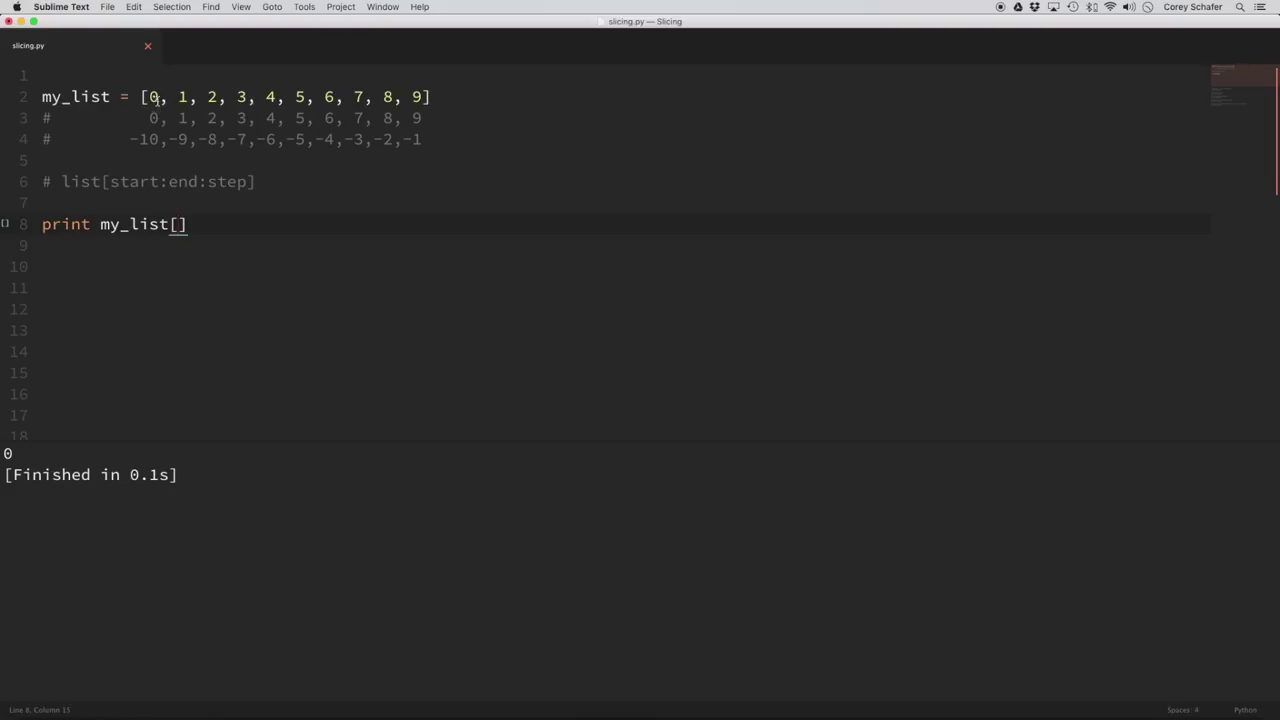 Sublime Text File Edit Selection Find View Goto Tools Project Window Help Corey Schafer
slicing.py — Slicing
slicing.py
1
2 my_list = [0, 1, 2, 3, 4, 5, 6, 7, 8, 9]
3 # 0, 1, 2, 3, 4, 5, 6, 7, 8, 9
4 # -10,-9,-8,-7,-6,-5,-4,-3,-2,-1
5
6 # list[start:end:step]
7
8 print my_list[]
9
10
11
12
13
14
15
16
17
18
0
[Finished in 0.1s]
Line 8, Column 15 Spaces: 4 Python